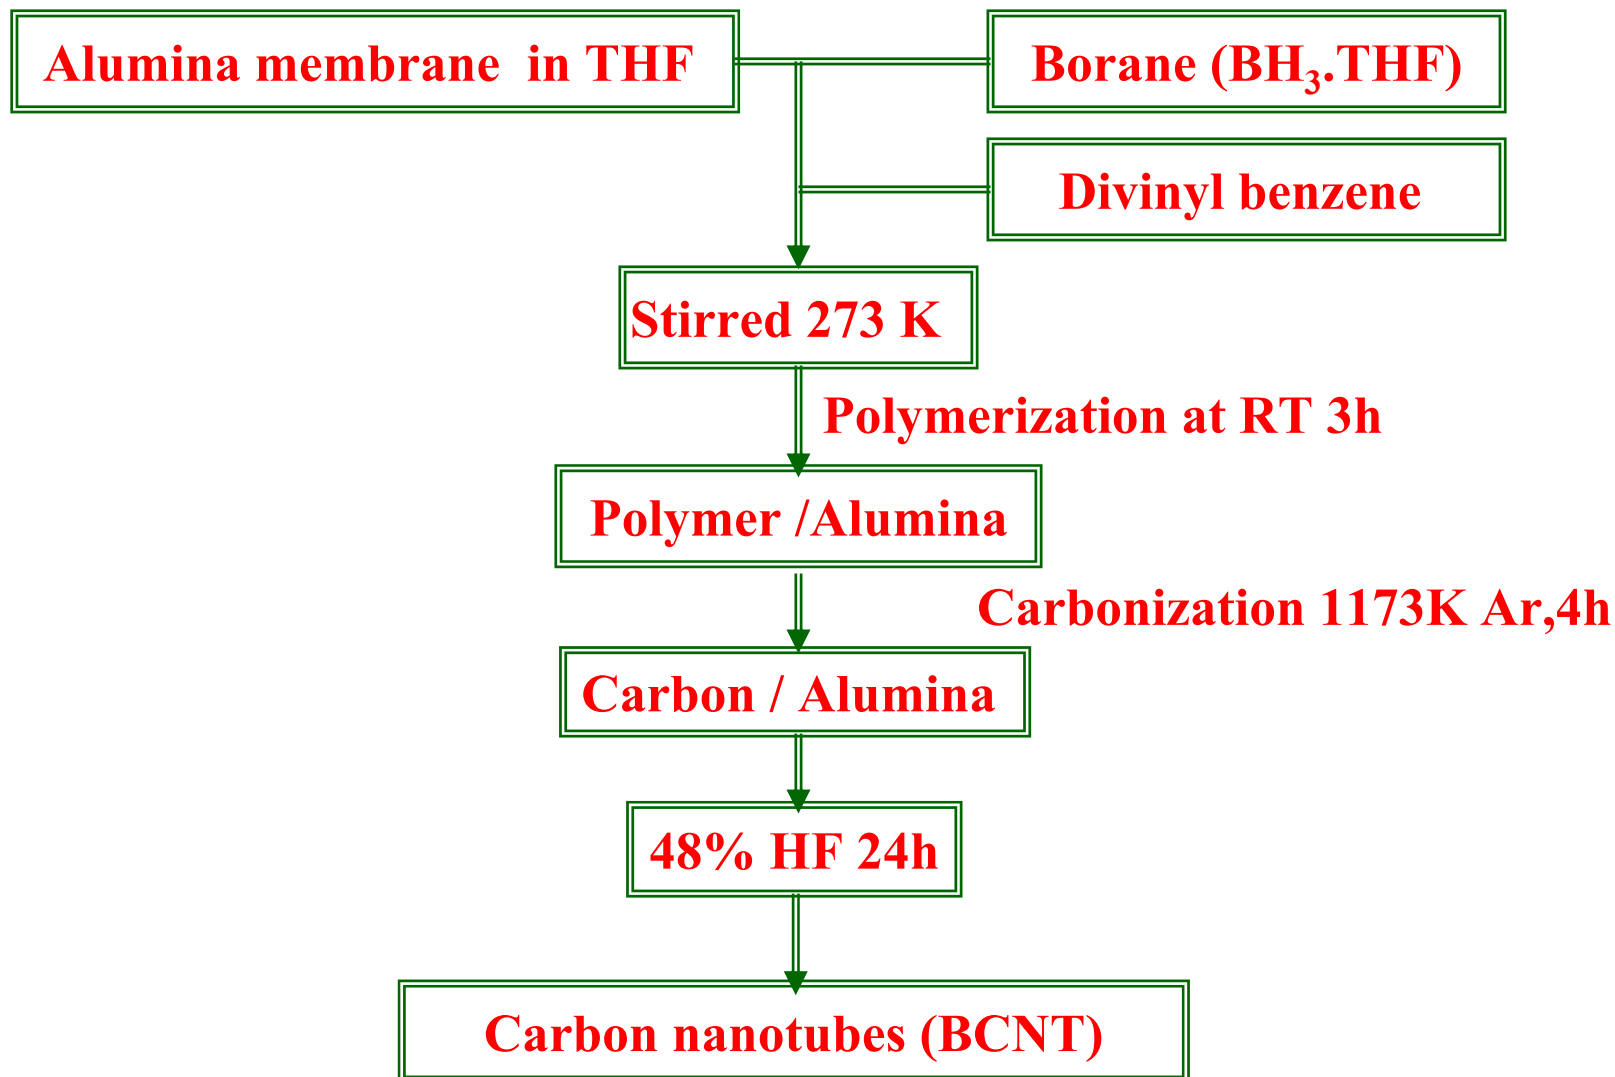 Alumina membrane in THF
Borane (BH₃.THF)
Divinyl benzene
Stirred 273 K
Polymerization at RT 3h
Polymer /Alumina
Carbonization 1173K Ar,4h
Carbon / Alumina
48% HF 24h
Carbon nanotubes (BCNT)